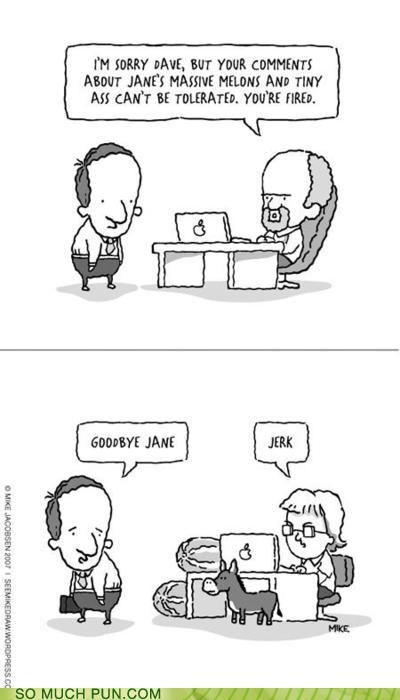 I'M SORRY DAVE, BUT YOUR COMMENTS
ABOUT JANE'S MASSIVE MELONS AND TINY
ASS CAN'T BE TOLERATED. YOU'RE FIRED.
GOODBYE JANE
JERK
MIKE.
© MIKE JACOBSEN 2007 | SEEMIKEDRAW.WORDPRESS.CO
SO MUCH PUN.COM